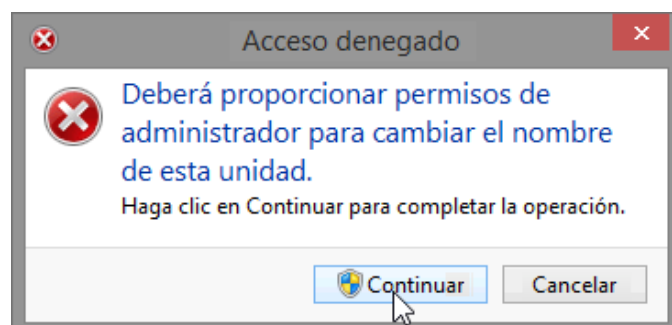 Acceso denegado
Deberá proporcionar permisos de
administrador para cambiar el nombre
de esta unidad.
Haga clic en Continuar para completar la operación.
Continuar
Cancelar